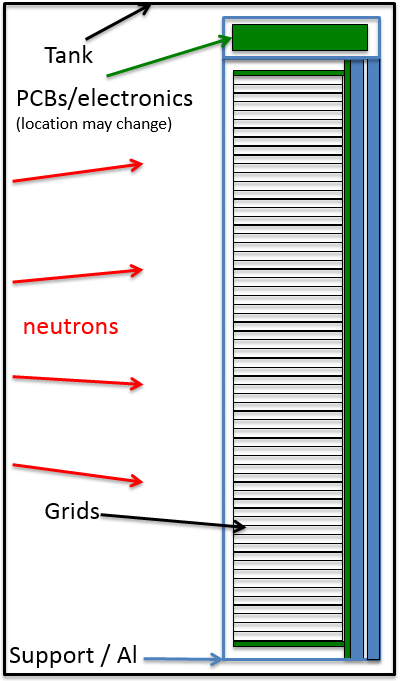 Tank
PCBs/electronics
(location may change)
neutrons
Grids
Support / Al